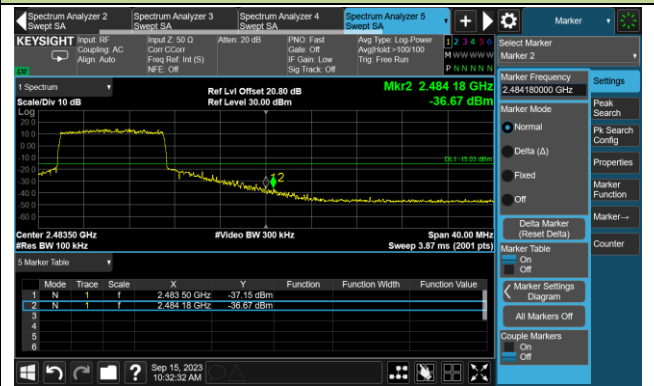 Spectrum Analyzer 2
Swept SA
Spectrum Analyzer 3
Swept SA
Spectrum Analyzer 4
Swept SA
Spectrum Analyzer 5
Swept SA
+
Marker
KEYSIGHT
Input: RF
Coupling: AC
Align: Auto
Input Z: 50 Ω
Corr CCorr
Freq Ref: Int (S)
NFE: Off
Atten: 20 dB
PNO: Fast
Gate: Off
IF Gain: Low
Sig Track: Off
Avg Type: Log-Power
Avg|Hold:>100/100
Trig: Free Run
1 2 3 4 5 6
M W W W W W
P N N N N N
Select Marker
Marker 2
1 Spectrum
Scale/Div 10 dB
Ref Lvl Offset 20.80 dB
Ref Level 30.00 dBm
Mkr2 2.484 18 GHz
-36.67 dBm
Log
20.0
10.0
0.00
-10.0
-20.0
-30.0
-40.0
-50.0
-60.0
12
Center 2.48350 GHz
#Res BW 100 kHz
#Video BW 300 kHz
Span 40.00 MHz
Sweep 3.87 ms (2001 pts)
5 Marker Table
Mode Trace Scale X Y Function Function Width Function Value
1 N 1 f 2.483 50 GHz -37.15 dBm
2 N 1 f 2.484 18 GHz -36.67 dBm
3
4
5
6
Marker Frequency
2.484180000 GHz
Marker Mode
Normal
Delta (Δ)
Fixed
Off
Delta Marker
(Reset Delta)
Marker Table
On
Off
Marker Settings
Diagram
All Markers Off
Couple Markers
On
Off
Settings
Peak
Search
Pk Search
Config
Properties
Marker
Function
Marker→
Counter
?
Sep 15, 2023
10:32:32 AM